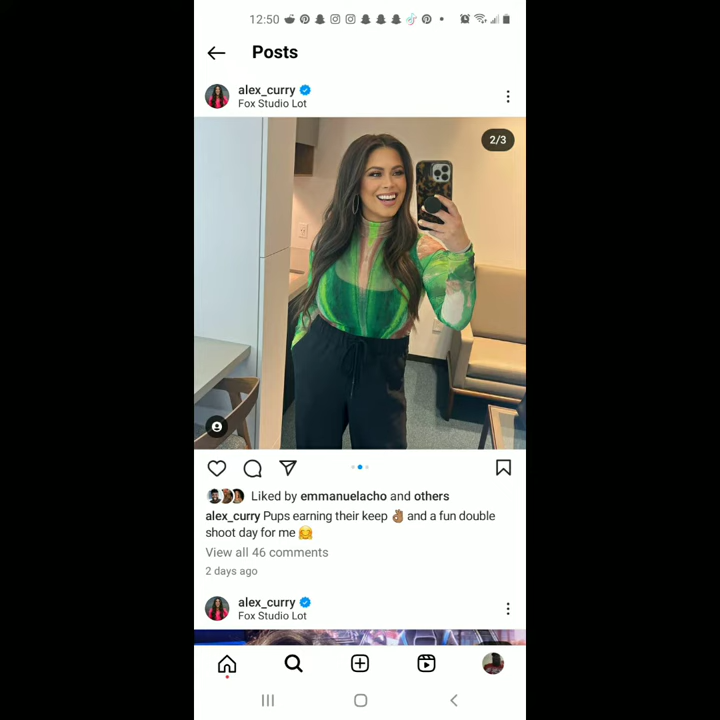 12:50
Posts
alex_curry
Fox Studio Lot
2/3
Liked by emmanuelacho and others
alex_curry Pups earning their keep 👌🏽 and a fun double
shoot day for me 🤗
View all 46 comments
2 days ago
alex_curry
Fox Studio Lot